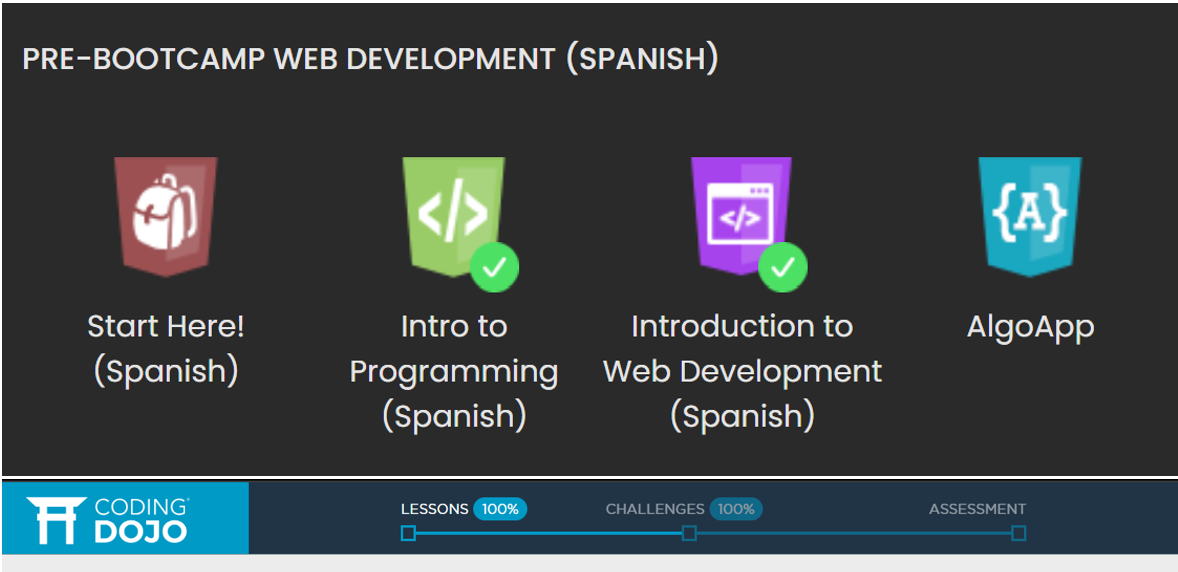 PRE-BOOTCAMP WEB DEVELOPMENT (SPANISH)
</>
</>
{A}
Start Here!
(Spanish)
Intro to
Programming
(Spanish)
Introduction to
Web Development
(Spanish)
AlgoApp
CODING
DOJO
LESSONS 100%
CHALLENGES 100%
ASSESSMENT